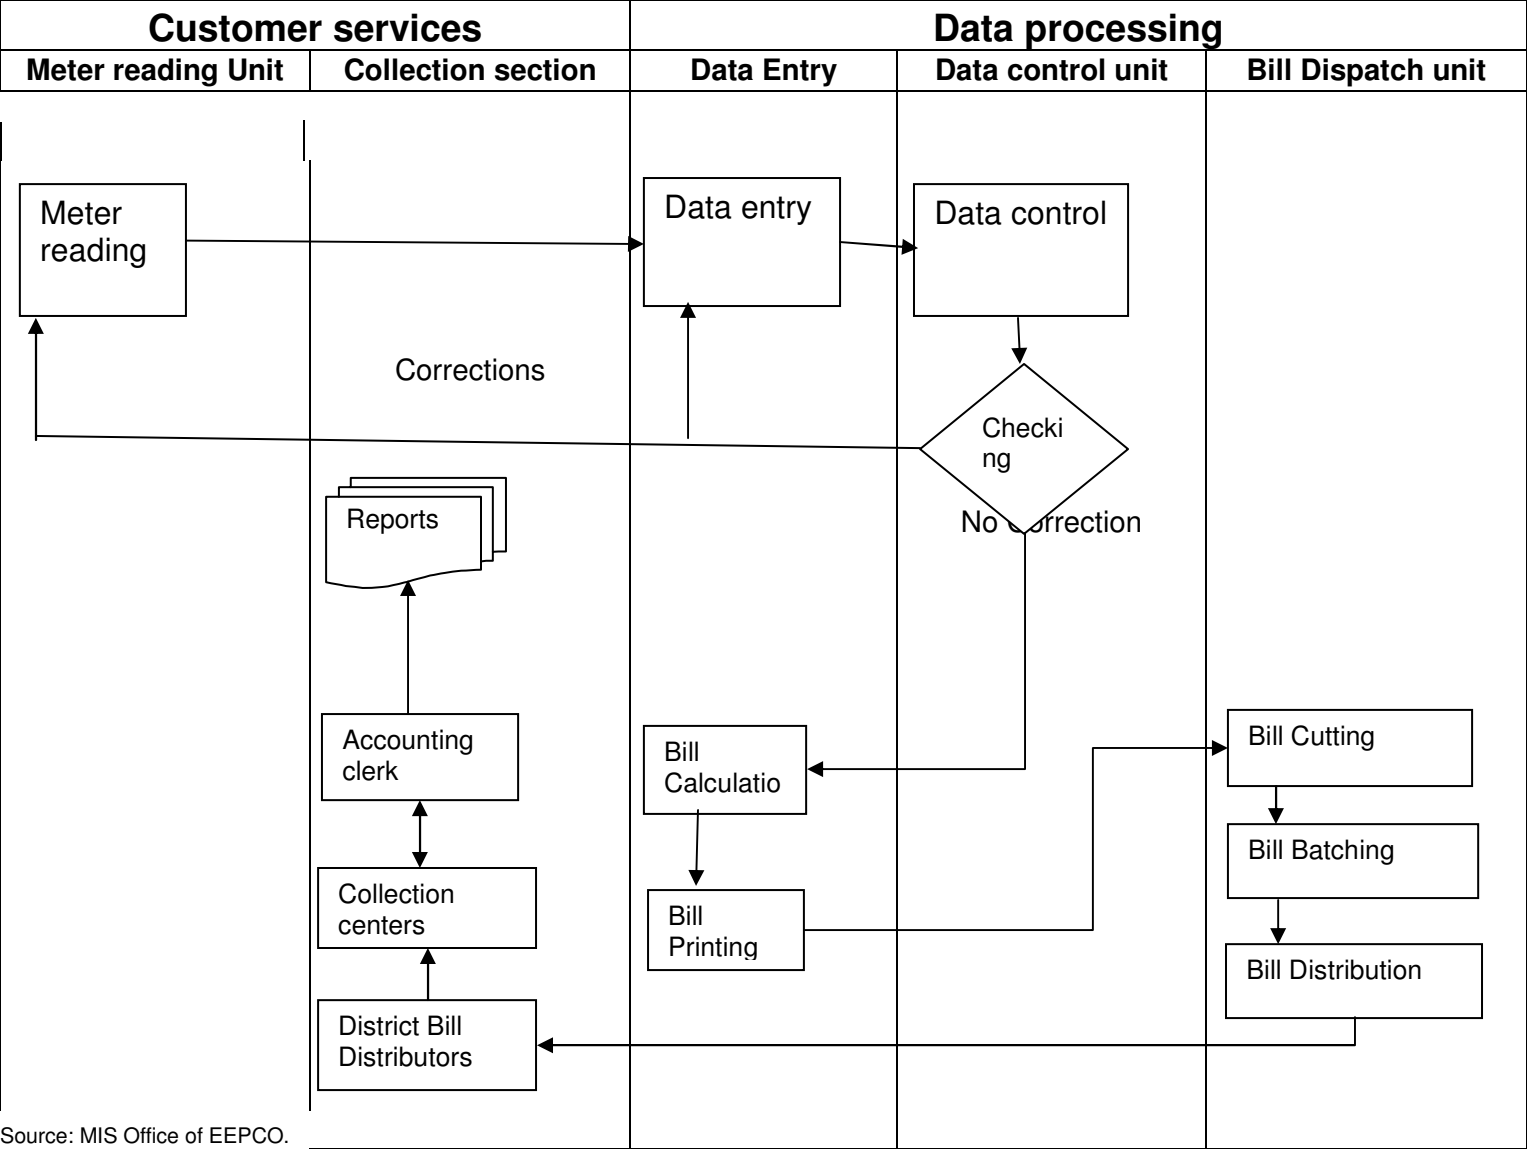 Customer services
Data processing
Meter reading Unit
Collection section
Data Entry
Data control unit
Bill Dispatch unit
Meter
reading
Data entry
Data control
Corrections
Checki
ng
No Correction
Reports
Accounting
clerk
Bill
Calculatio
Bill Cutting
Bill Batching
Collection
centers
Bill
Printing
Bill Distribution
District Bill
Distributors
Source: MIS Office of EEPCO.